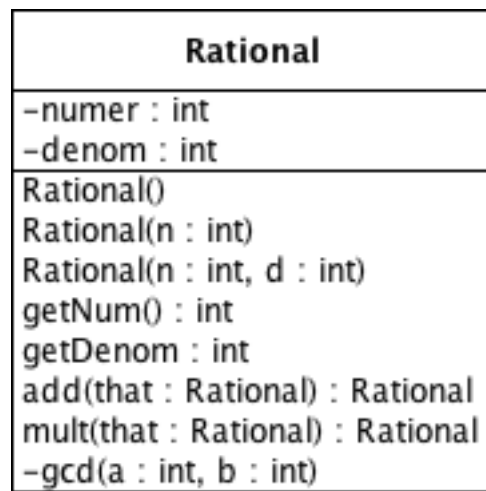 Rational
-numer : int
-denom : int
Rational()
Rational(n : int)
Rational(n : int, d : int)
getNum() : int
getDenom : int
add(that : Rational) : Rational
mult(that : Rational) : Rational
-gcd(a : int, b : int)